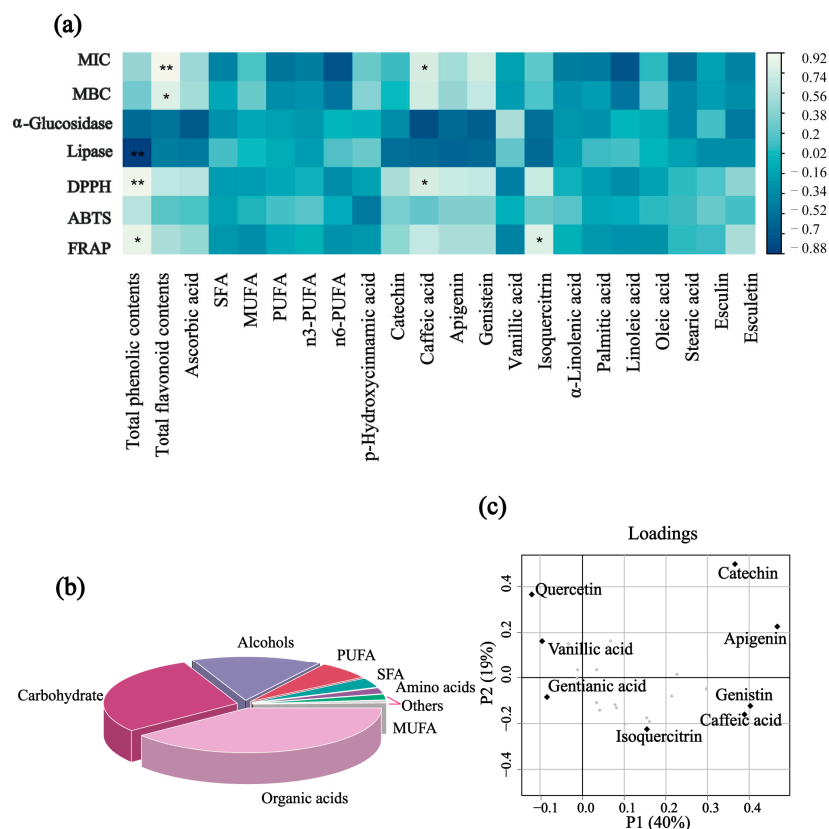 (a)
MIC
MBC
α-Glucosidase
Lipase
DPPH
ABTS
FRAP
**
*
*
**
**
*
*
*
0.92
0.74
0.56
0.38
0.2
0.02
−0.16
−0.34
−0.52
−0.7
−0.88
Total phenolic contents
Total flavonoid contents
Ascorbic acid
SFA
MUFA
PUFA
n3-PUFA
n6-PUFA
p-Hydroxycinnamic acid
Catechin
Caffeic acid
Apigenin
Genistein
Vanillic acid
Isoquercitrin
α-Linolenic acid
Palmitic acid
Linoleic acid
Oleic acid
Stearic acid
Esculin
Esculetin
(b)
Alcohols
PUFA
SFA
Amino acids
Others
MUFA
Carbohydrate
Organic acids
(c)
Loadings
P2 (19%)
0.4
0.2
0.0
−0.2
−0.4
Quercetin
Catechin
Vanillic acid
Apigenin
Gentianic acid
Genistin
Caffeic acid
Isoquercitrin
−0.1
0.0
0.1
0.2
0.3
0.4
P1 (40%)